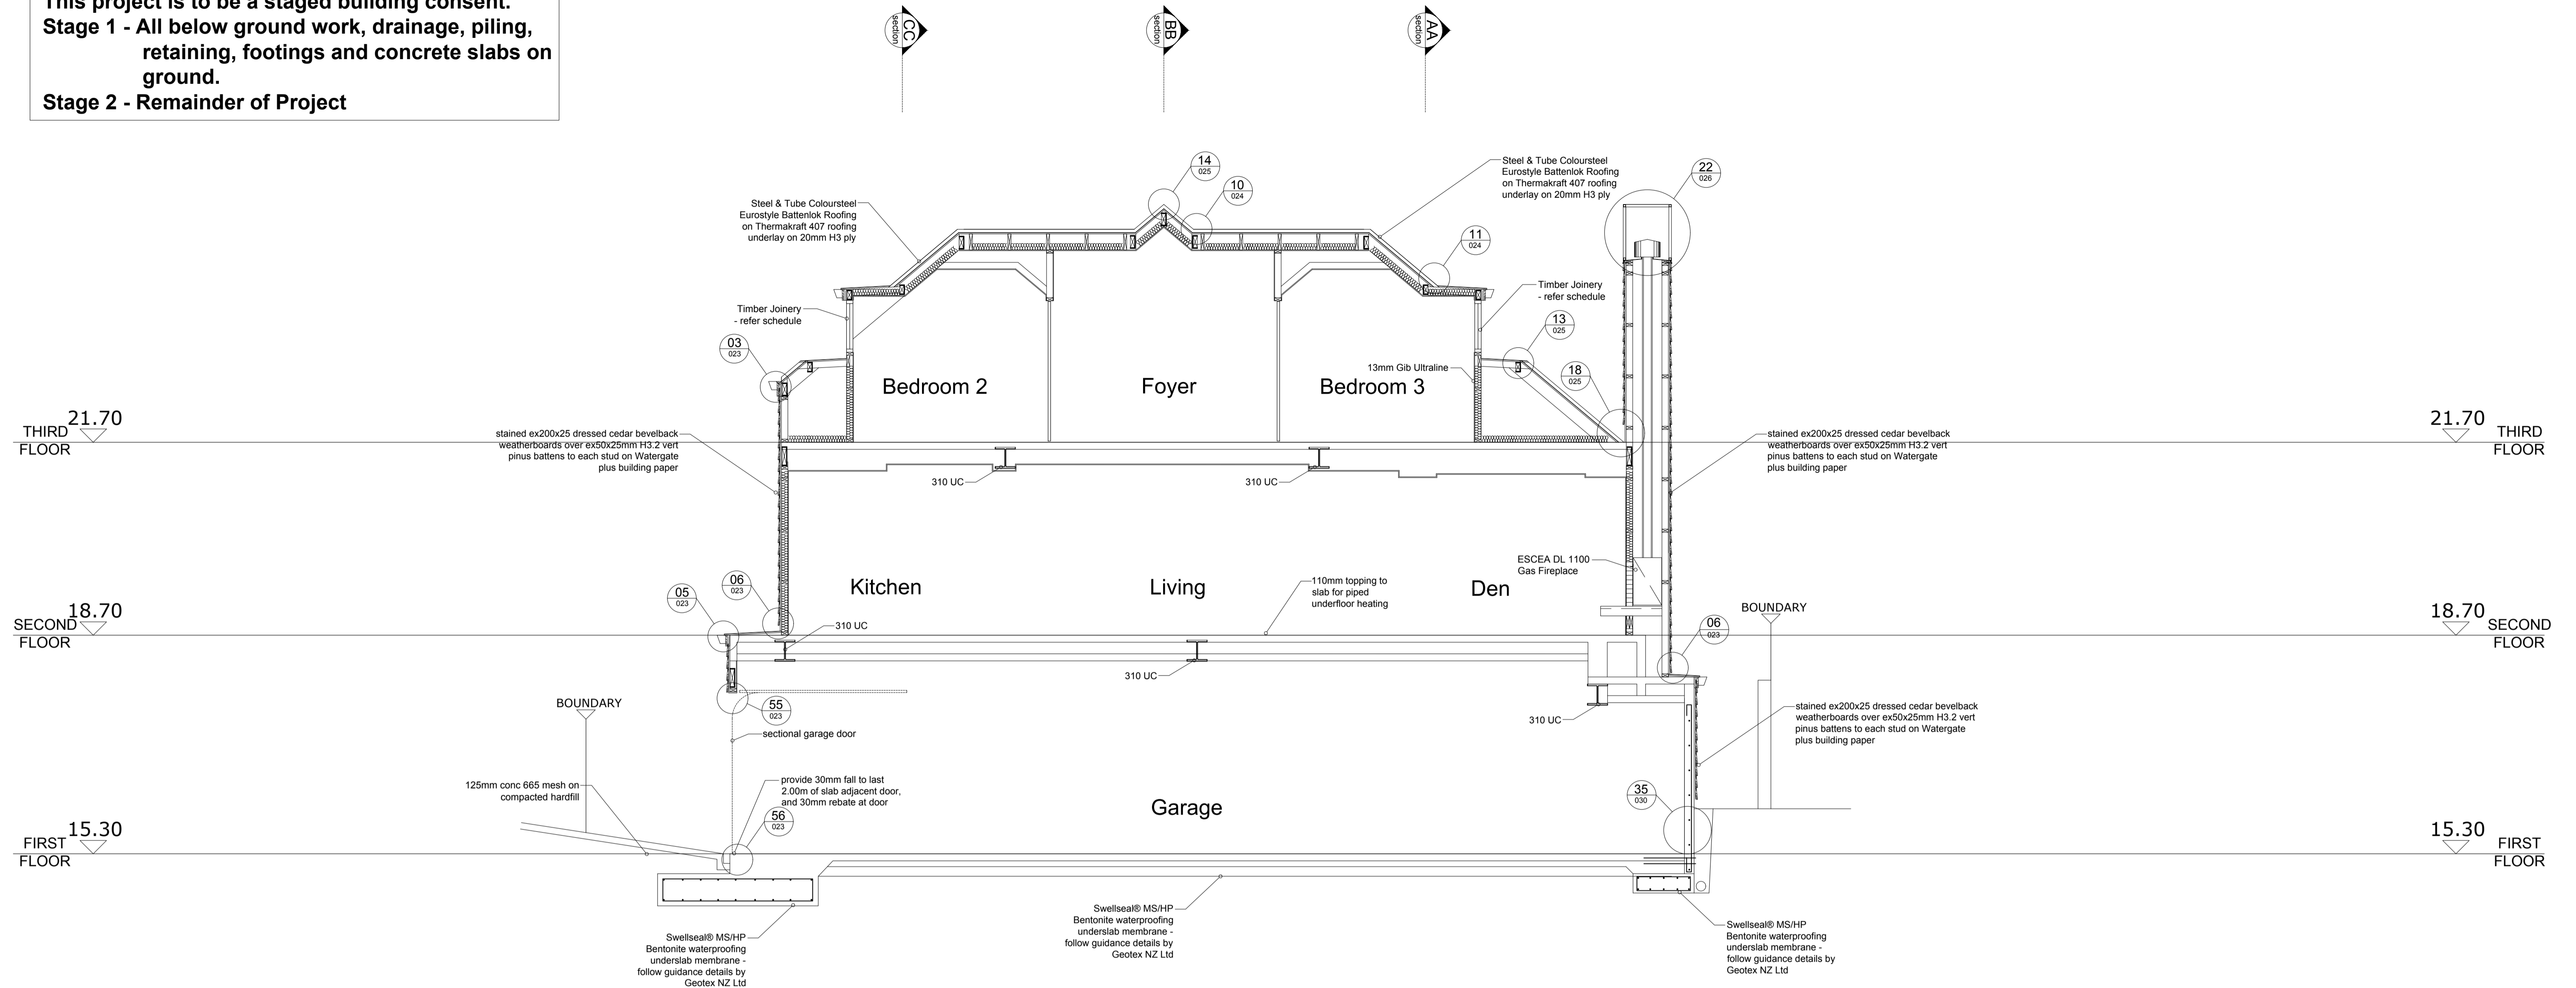 This project is to be a staged building consent.
Stage 1 - All below ground work, drainage, piling,
retaining, footings and concrete slabs on
ground.
Stage 2 - Remainder of Project
CC
section
BB
section
AA
section
14
025
10
024
Steel & Tube Coloursteel
Eurostyle Battenlok Roofing
on Thermakraft 407 roofing
underlay on 20mm H3 ply
22
026
Steel & Tube Coloursteel
Eurostyle Battenlok Roofing
on Thermakraft 407 roofing
underlay on 20mm H3 ply
11
024
Timber Joinery
- refer schedule
Timber Joinery
- refer schedule
13
025
03
023
13mm Gib Ultraline
18
025
Bedroom 2
Foyer
Bedroom 3
21.70
THIRD
FLOOR
stained ex200x25 dressed cedar bevelback
weatherboards over ex50x25mm H3.2 vert
pinus battens to each stud on Watergate
plus building paper
stained ex200x25 dressed cedar bevelback
weatherboards over ex50x25mm H3.2 vert
pinus battens to each stud on Watergate
plus building paper
21.70
THIRD
FLOOR
310 UC
310 UC
ESCEA DL 1100
Gas Fireplace
06
023
05
023
Kitchen
Living
Den
110mm topping to
slab for piped
underfloor heating
BOUNDARY
18.70
SECOND
FLOOR
310 UC
06
023
18.70
SECOND
FLOOR
310 UC
310 UC
BOUNDARY
55
023
sectional garage door
stained ex200x25 dressed cedar bevelback
weatherboards over ex50x25mm H3.2 vert
pinus battens to each stud on Watergate
plus building paper
125mm conc 665 mesh on
compacted hardfill
provide 30mm fall to last
2.00m of slab adjacent door,
and 30mm rebate at door
56
023
Garage
35
030
15.30
FIRST
FLOOR
15.30
FIRST
FLOOR
Swellseal® MS/HP
Bentonite waterproofing
underslab membrane -
follow guidance details by
Geotex NZ Ltd
Swellseal® MS/HP
Bentonite waterproofing
underslab membrane -
follow guidance details by
Geotex NZ Ltd
Swellseal® MS/HP
Bentonite waterproofing
underslab membrane -
follow guidance details by
Geotex NZ Ltd